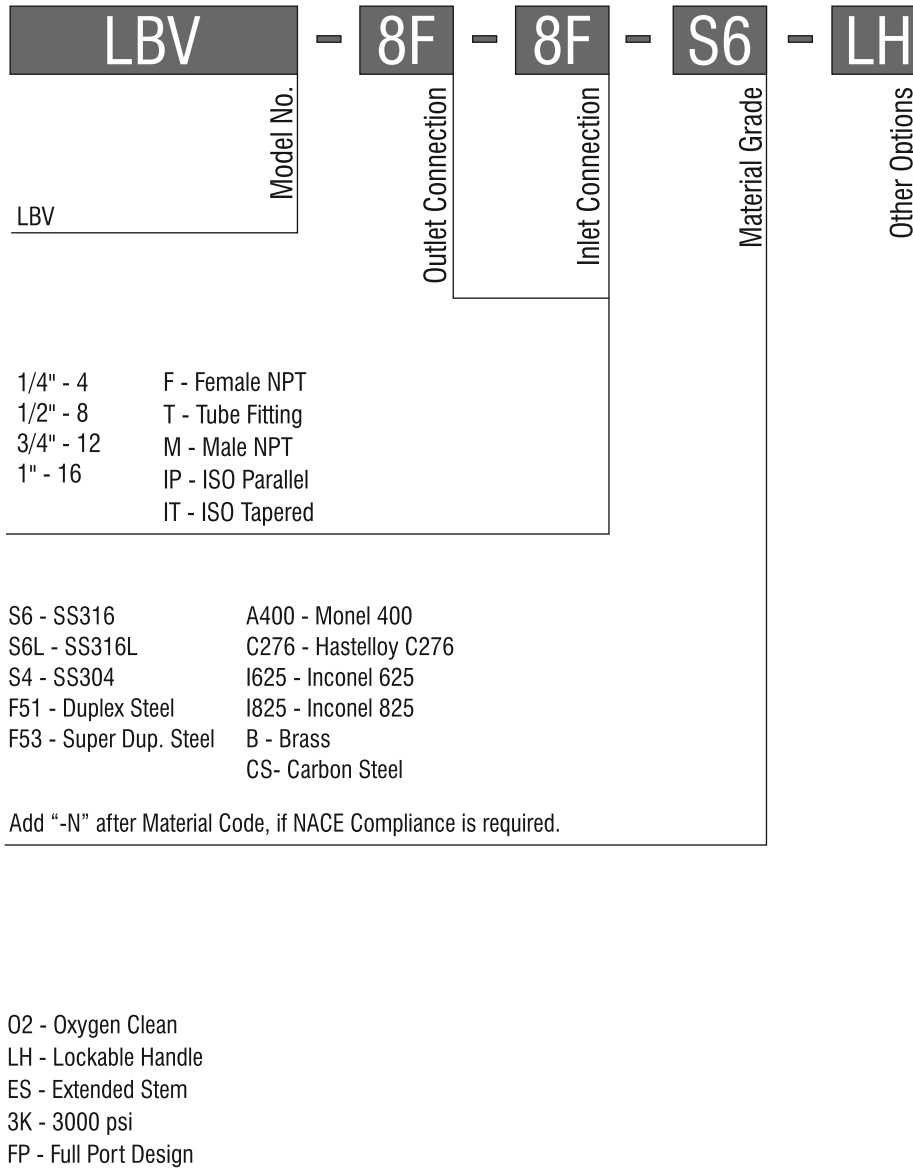 LBV - 8F - 8F - S6 - LH
Model No.
Outlet Connection
Inlet Connection
Material Grade
Other Options
LBV
1/4" - 4
1/2" - 8
3/4" - 12
1" - 16
F - Female NPT
T - Tube Fitting
M - Male NPT
IP - ISO Parallel
IT - ISO Tapered
S6 - SS316
S6L - SS316L
S4 - SS304
F51 - Duplex Steel
F53 - Super Dup. Steel
A400 - Monel 400
C276 - Hastelloy C276
I625 - Inconel 625
I825 - Inconel 825
B - Brass
CS- Carbon Steel
Add “-N” after Material Code, if NACE Compliance is required.
O2 - Oxygen Clean
LH - Lockable Handle
ES - Extended Stem
3K - 3000 psi
FP - Full Port Design